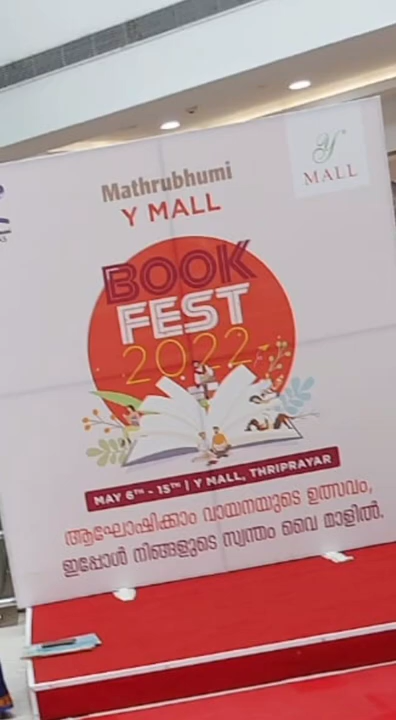 Mathrubhumi
Y MALL
Y
MALL
BOOK
FEST
2022
MAY 6TH - 15TH | Y MALL, THRIPRAYAR
ആഘോഷിക്കാം വായനയുടെ ഉത്സവം,
ഇപ്പോൾ നിങ്ങളുടെ സ്വന്തം വൈ മാളിൽ.